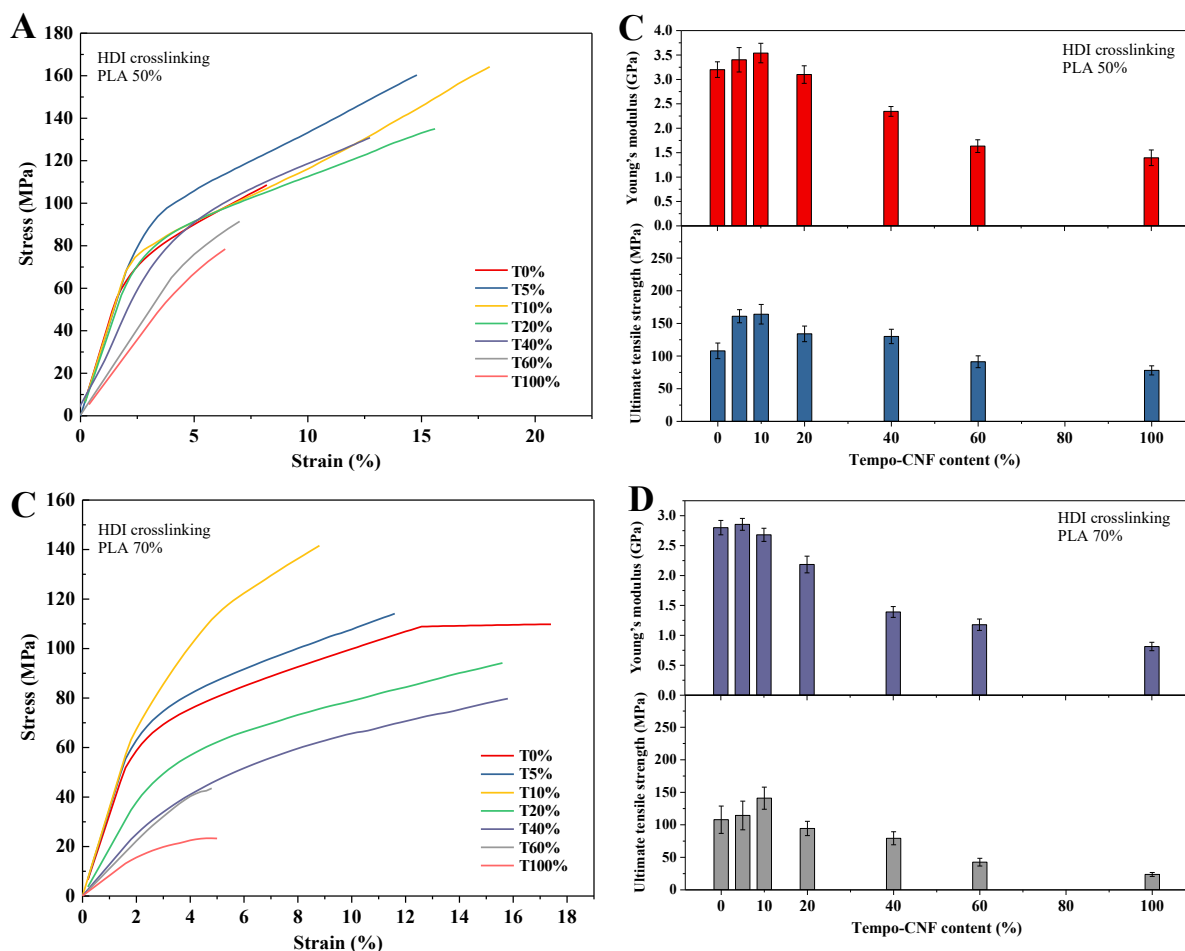 A
180
160
140
120
100
80
60
40
20
0
Stress (MPa)
HDI crosslinking
PLA 50%
T0%
T5%
T10%
T20%
T40%
T60%
T100%
0 5 10 15 20
Strain (%)
C
4.0
3.5
3.0
2.5
2.0
1.5
1.0
0.5
0.0
Young's modulus (GPa)
HDI crosslinking
PLA 50%
250
200
150
100
50
0
Ultimate tensile strength (MPa)
0 10 20 40 60 80 100
Tempo-CNF content (%)
C
160
140
120
100
80
60
40
20
0
Stress (MPa)
HDI crosslinking
PLA 70%
T0%
T5%
T10%
T20%
T40%
T60%
T100%
0 2 4 6 8 10 12 14 16 18
Strain (%)
D
3.0
2.5
2.0
1.5
1.0
0.5
0.0
Young's modulus (GPa)
HDI crosslinking
PLA 70%
250
200
150
100
50
0
Ultimate tensile strength (MPa)
0 10 20 40 60 80 100
Tempo-CNF content (%)